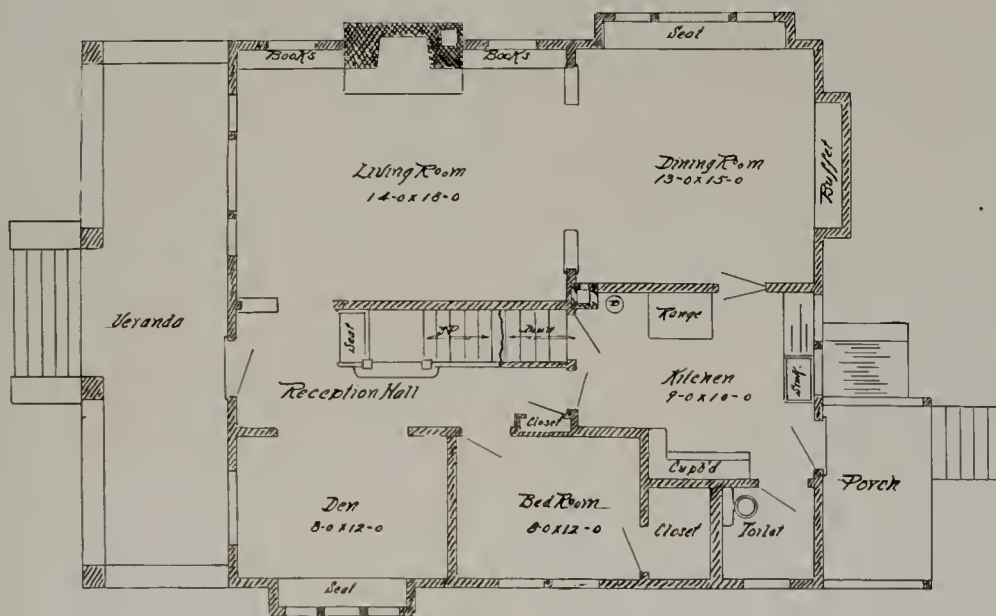 Seat
Books
Books
Living Room
14-0 x 18-0
Dining Room
13-0 x 15-0
Buffet
Veranda
Seat
UP
Down
Range
Reception Hall
Kitchen
9-0 x 16-0
Sink
Closet
Cupb'd
Den
8-0 x 12-0
Bed Room
8-0 x 12-0
Closet
Toilet
Porch
Seat